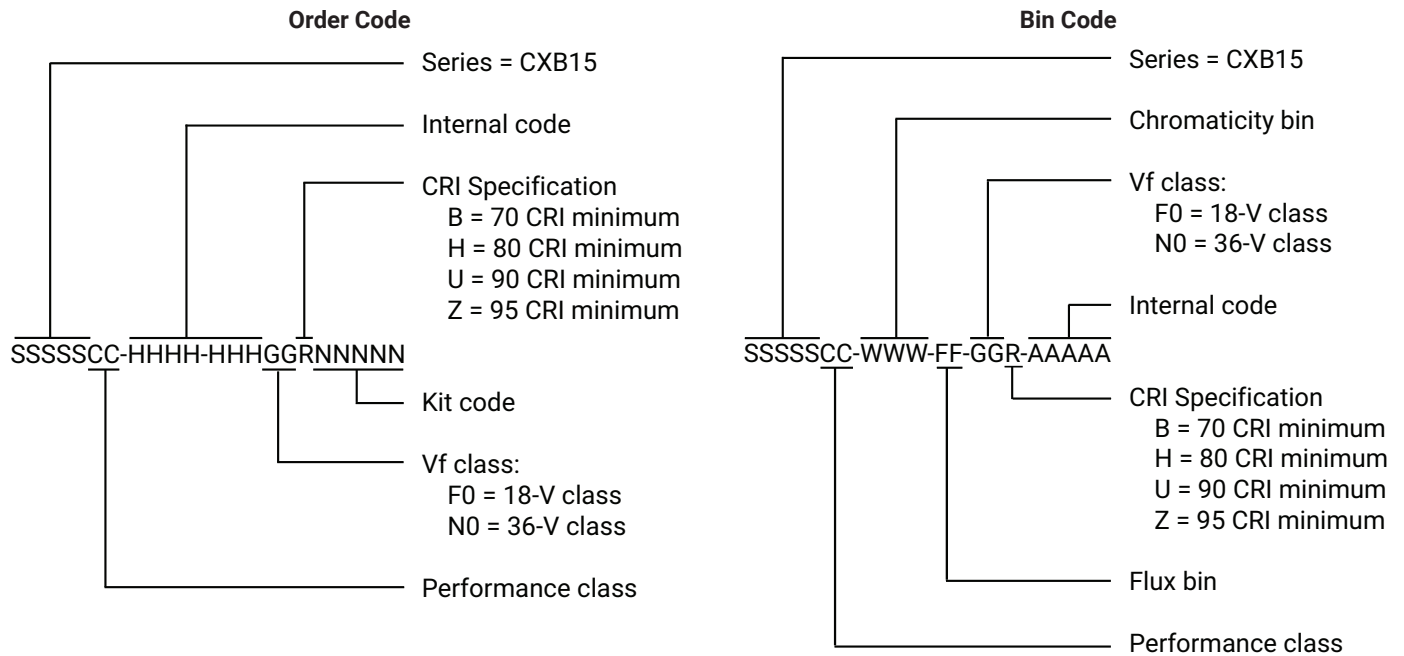 Order Code
Series = CXB15
Internal code
CRI Specification
B = 70 CRI minimum
H = 80 CRI minimum
U = 90 CRI minimum
Z = 95 CRI minimum
SSSSSCC-HHHH-HHHGGRNNNNN
Kit code
Vf class:
F0 = 18-V class
N0 = 36-V class
Performance class
Bin Code
Series = CXB15
Chromaticity bin
Vf class:
F0 = 18-V class
N0 = 36-V class
Internal code
SSSSSCC-WWW-FF-GGR-AAAAA
CRI Specification
B = 70 CRI minimum
H = 80 CRI minimum
U = 90 CRI minimum
Z = 95 CRI minimum
Flux bin
Performance class